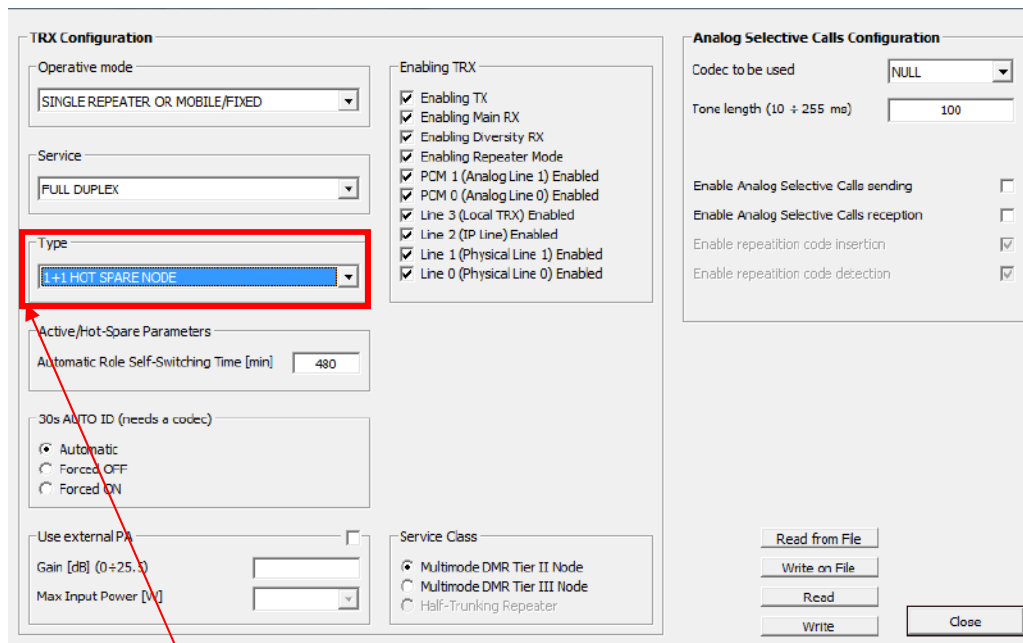 TRX Configuration
Operative mode
SINGLE REPEATER OR MOBILE/FIXED
Service
FULL DUPLEX
Type
1+1 HOT SPARE NODE
Active/Hot-Spare Parameters
Automatic Role Self-Switching Time [min] 480
30s AUTO ID (needs a codec)
Automatic
Forced OFF
Forced ON
Use external PA
Gain [dB] (0÷25.5)
Max Input Power [W]
Enabling TRX
Enabling TX
Enabling Main RX
Enabling Diversity RX
Enabling Repeater Mode
PCM 1 (Analog Line 1) Enabled
PCM 0 (Analog Line 0) Enabled
Line 3 (Local TRX) Enabled
Line 2 (IP Line) Enabled
Line 1 (Physical Line 1) Enabled
Line 0 (Physical Line 0) Enabled
Service Class
Multimode DMR Tier II Node
Multimode DMR Tier III Node
Half-Trunking Repeater
Analog Selective Calls Configuration
Codec to be used NULL
Tone length (10 ÷ 255 ms) 100
Enable Analog Selective Calls sending
Enable Analog Selective Calls reception
Enable repeatition code insertion
Enable repeatition code detection
Read from File
Write on File
Read
Write
Close